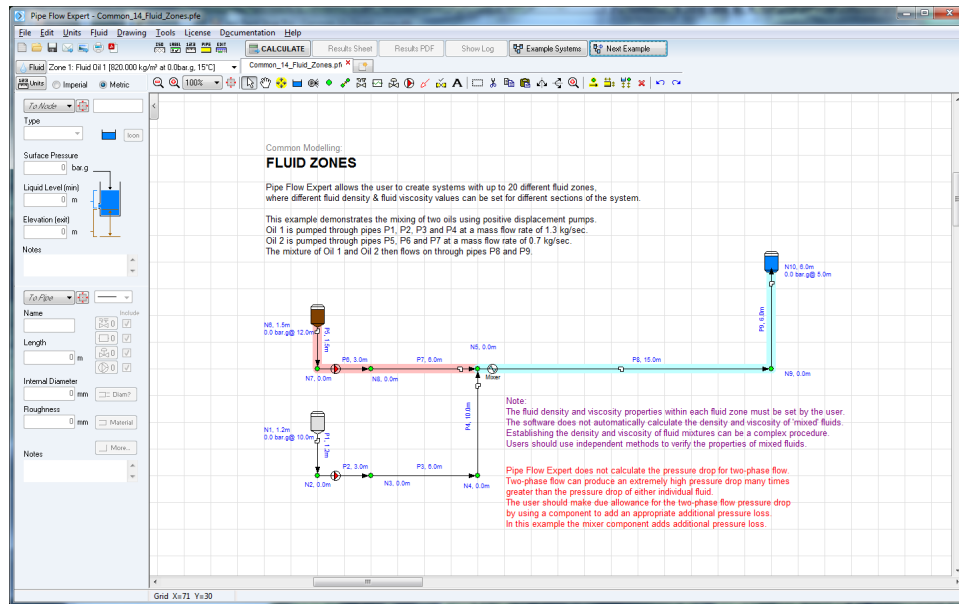 Pipe Flow Expert - Common_14_Fluid_Zones.pfe
File Edit Units Fluid Drawing Tools License Documentation Help
CALCULATE Results Sheet Results PDF Show Log Example Systems Next Example
Fluid Zone 1: Fluid Oil 1 [820.000 kg/m³ at 0.0bar.g, 15°C]
Common_14_Fluid_Zones.pfe
Units Imperial Metric
100%
To Node
Type
Icon
Surface Pressure
0 bar.g
Liquid Level (min)
0 m
Elevation (exit)
0 m
Notes
To Pipe
Name
Include
Length
0 m
Internal Diameter
0 mm Diam?
Roughness
0 mm Material
More..
Notes
Common Modelling:
FLUID ZONES
Pipe Flow Expert allows the user to create systems with up to 20 different fluid zones,
where different fluid density & fluid viscosity values can be set for different sections of the system.
This example demonstrates the mixing of two oils using positive displacement pumps.
Oil 1 is pumped through pipes P1, P2, P3 and P4 at a mass flow rate of 1.3 kg/sec.
Oil 2 is pumped through pipes P5, P6 and P7 at a mass flow rate of 0.7 kg/sec.
The mixture of Oil 1 and Oil 2 then flows on through pipes P8 and P9.
N10, 6.0m
0.0 bar.g@ 5.0m
P9, 6.0m
N6, 1.5m
0.0 bar.g@ 12.0m
P5, 1.5m
N5, 0.0m
P6, 3.0m
P7, 6.0m
P8, 15.0m
N7, 0.0m
N8, 0.0m
Mixer
N9, 0.0m
P4, 10.0m
N1, 1.2m
0.0 bar.g@ 10.0m
P1, 1.2m
P2, 3.0m
P3, 6.0m
N2, 0.0m
N3, 0.0m
N4, 0.0m
Note:
The fluid density and viscosity properties within each fluid zone must be set by the user.
The software does not automatically calculate the density and viscosity of 'mixed' fluids.
Establishing the density and viscosity of fluid mixtures can be a complex procedure.
Users should use independent methods to verify the properties of mixed fluids.
Pipe Flow Expert does not calculate the pressure drop for two-phase flow.
Two-phase flow can produce an extremely high pressure drop many times
greater than the pressure drop of either individual fluid.
The user should make due allowance for the two-phase flow pressure drop
by using a component to add an appropriate additional pressure loss.
In this example the mixer component adds additional pressure loss.
Grid X=71 Y=30